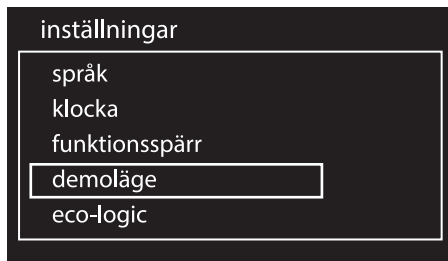 inställningar
språk
klocka
funktionsspärr
demoläge
eco-logic